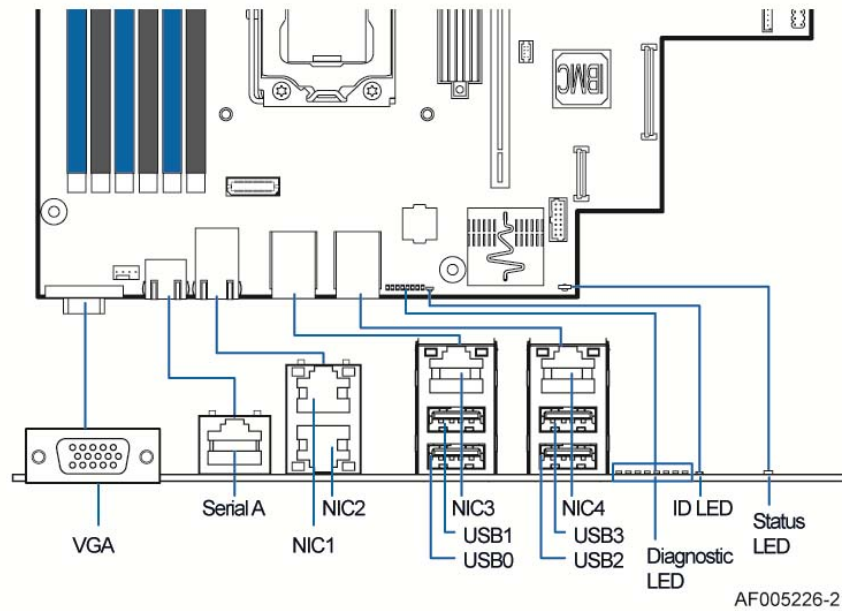 BMC
Serial A
NIC2
NIC3
NIC4
ID LED
Status
LED
VGA
NIC1
USB1
USB3
USB0
USB2
Diagnostic
LED
AF005226-2